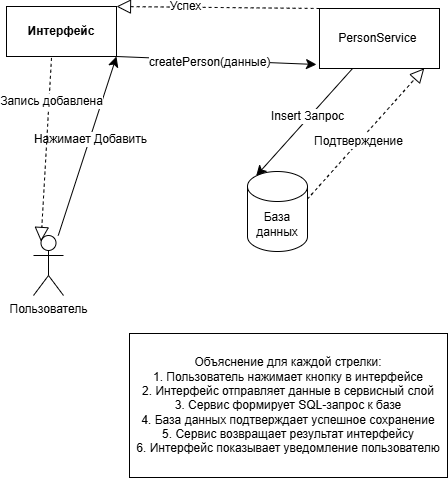 Успех
Интерфейс
PersonService
createPerson(данные)
Запись добавлена
Insert Запрос
Нажимает Добавить
Подтверждение
База
данных
Пользователь
Объяснение для каждой стрелки:
1. Пользователь нажимает кнопку в интерфейсе
2. Интерфейс отправляет данные в сервисный слой
3. Сервис формирует SQL-запрос к базе
4. База данных подтверждает успешное сохранение
5. Сервис возвращает результат интерфейсу
6. Интерфейс показывает уведомление пользователю